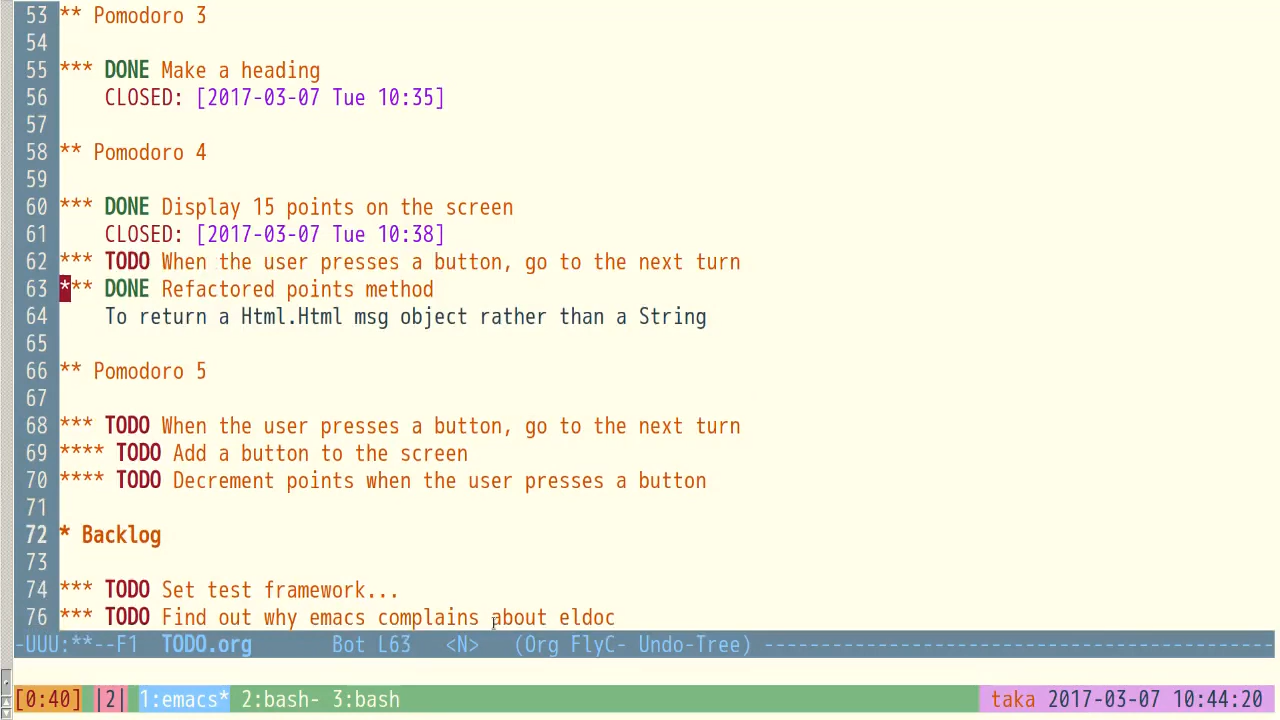 53 ** Pomodoro 3
54
55 *** DONE Make a heading
56     CLOSED: [2017-03-07 Tue 10:35]
57
58 ** Pomodoro 4
59
60 *** DONE Display 15 points on the screen
61     CLOSED: [2017-03-07 Tue 10:38]
62 *** TODO When the user presses a button, go to the next turn
63 *** DONE Refactored points method
64     To return a Html.Html msg object rather than a String
65
66 ** Pomodoro 5
67
68 *** TODO When the user presses a button, go to the next turn
69 **** TODO Add a button to the screen
70 **** TODO Decrement points when the user presses a button
71
72 * Backlog
73
74 *** TODO Set test framework...
76 *** TODO Find out why emacs complains about eldoc
-UUU:**--F1  TODO.org       Bot L63   <N>   (Org FlyC- Undo-Tree) ---------------------------------------------
[0:40] |2| 1:emacs* 2:bash- 3:bash taka 2017-03-07 10:44:20